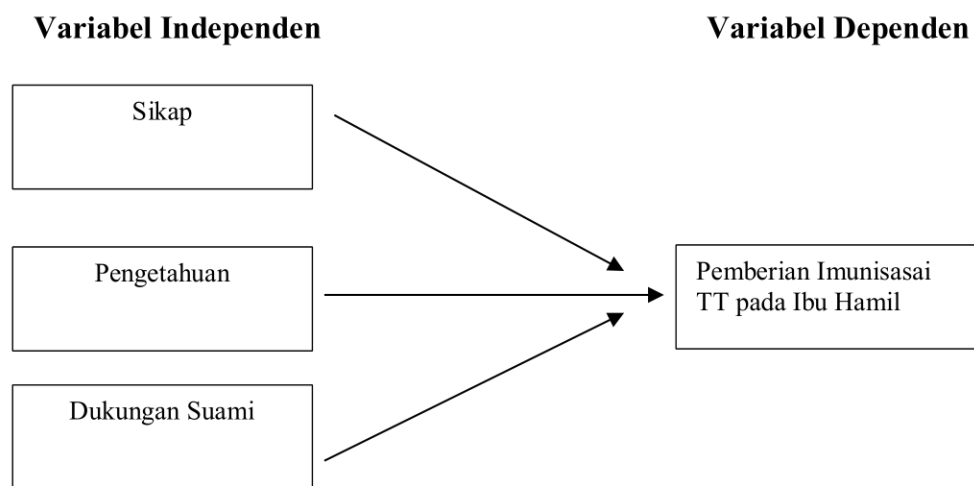 Variabel Independen
Variabel Dependen
Sikap
Pengetahuan
Dukungan Suami
Pemberian Imunisasai
TT pada Ibu Hamil